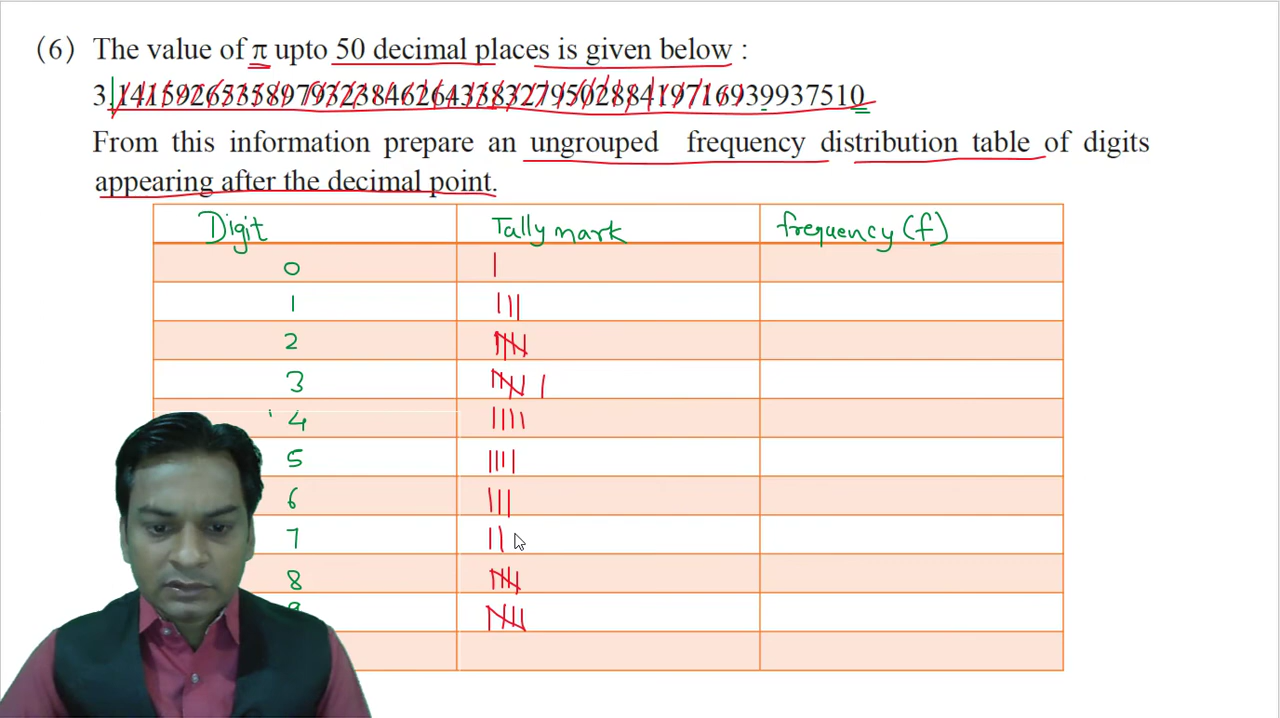 (6) The value of π upto 50 decimal places is given below :
3.14159265358979323846264338327950288419716939937510
From this information prepare an ungrouped frequency distribution table of digits
appearing after the decimal point.
Digit Tally mark frequency (f)
0 |
1 |||
2 ||||
3 |||| |
4 ||||
5 ||||
6 |||
7 ||
8 ||||
9 ||||